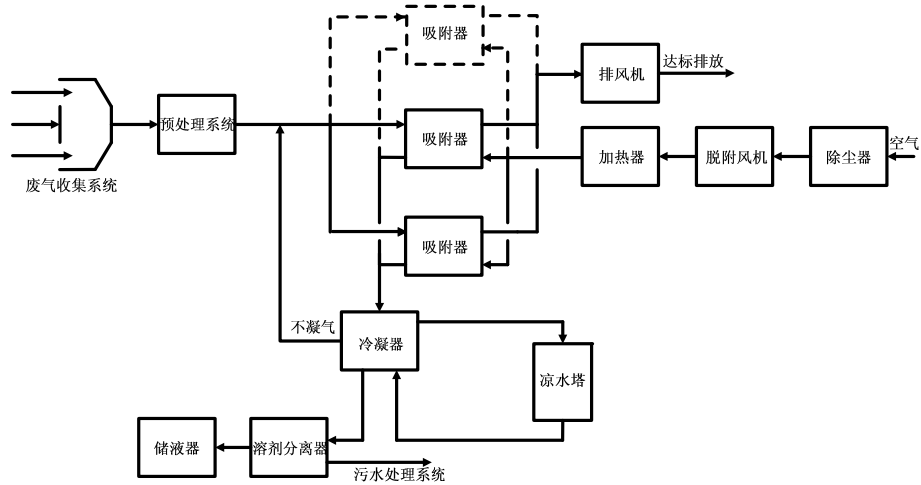 吸附器
排风机
达标排放
预处理系统
吸附器
加热器
脱附风机
除尘器
空气
废气收集系统
吸附器
不凝气
冷凝器
凉水塔
储液器
溶剂分离器
污水处理系统